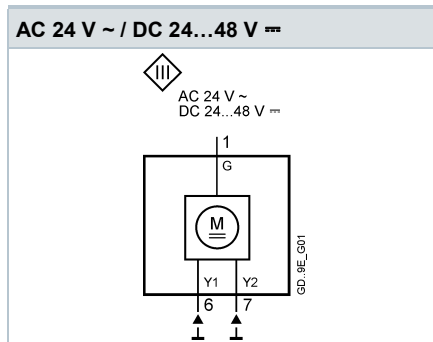 AC 24 V ~ / DC 24...48 V ⎓
III
AC 24 V ~
DC 24...48 V ⎓
1
G
M
Y1 Y2
6 7
GD..9E_G01